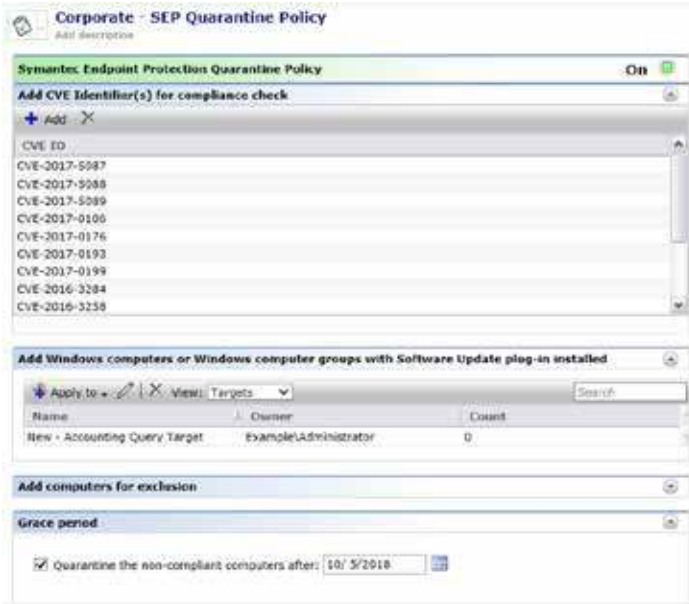 Corporate - SEP Quarantine Policy
Add description
Symantec Endpoint Protection Quarantine Policy On
Add CVE Identifier(s) for compliance check
Add
CVE ID
CVE-2017-5087
CVE-2017-5088
CVE-2017-5089
CVE-2017-0106
CVE-2017-0176
CVE-2017-0193
CVE-2017-0199
CVE-2016-3284
CVE-2016-3258
Add Windows computers or Windows computer groups with Software Update plug-in installed
Apply to View: Targets Search
Name Owner Count
New - Accounting Query Target Example\Administrator 0
Add computers for exclusion
Grace period
Quarantine the non-compliant computers after: 10/ 5/2018